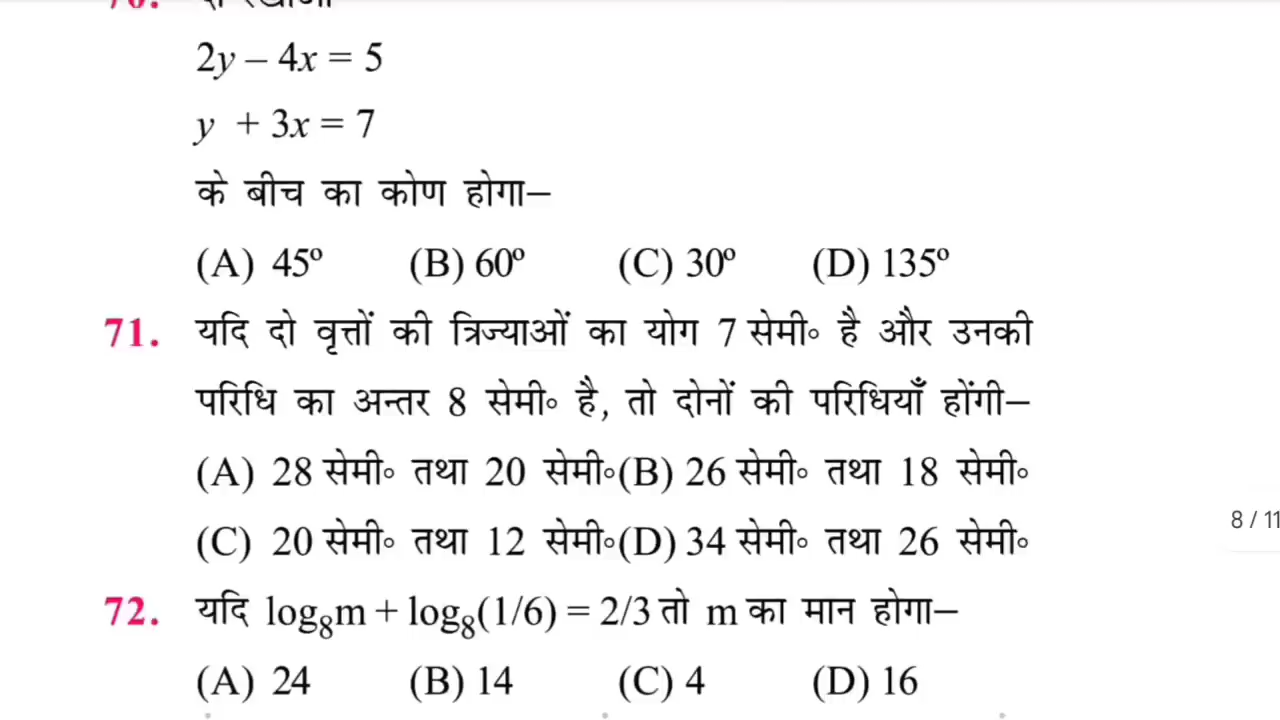 70. दो रेखाओं
2y – 4x = 5
y + 3x = 7
के बीच का कोण होगा–
(A) 45º (B) 60º (C) 30º (D) 135º
71. यदि दो वृत्तों की त्रिज्याओं का योग 7 सेमी॰ है और उनकी
परिधि का अन्तर 8 सेमी॰ है, तो दोनों की परिधियाँ होंगी–
(A) 28 सेमी॰ तथा 20 सेमी॰(B) 26 सेमी॰ तथा 18 सेमी॰
(C) 20 सेमी॰ तथा 12 सेमी॰(D) 34 सेमी॰ तथा 26 सेमी॰
8 / 11
72. यदि log₈m + log₈(1/6) = 2/3 तो m का मान होगा–
(A) 24 (B) 14 (C) 4 (D) 16